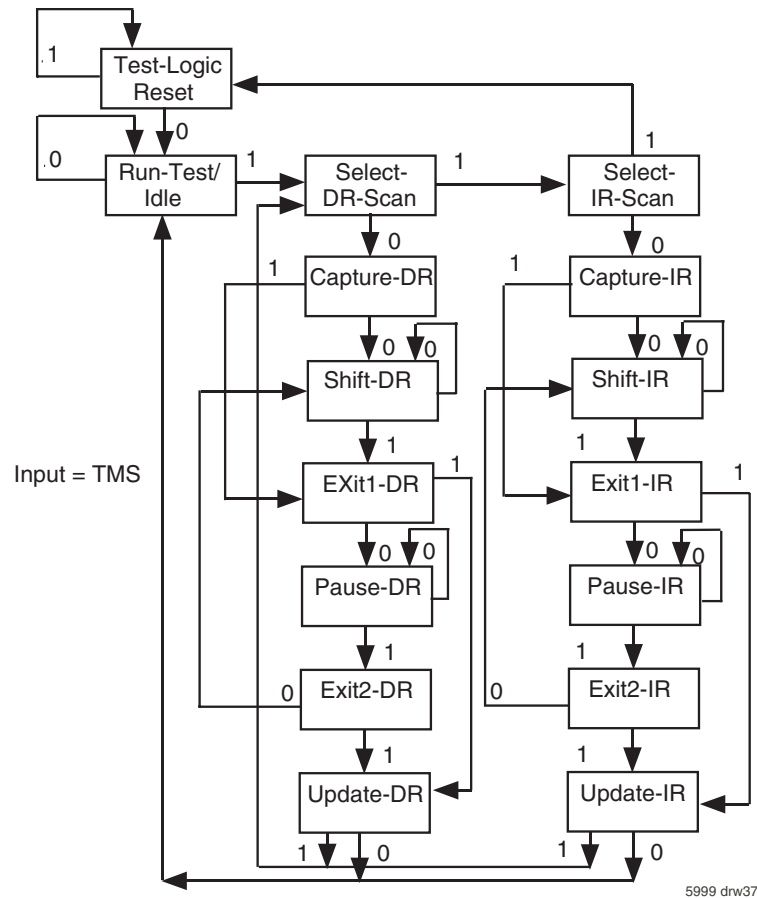 .1
Test-Logic
Reset
0
1
.0
Run-Test/
Idle
1
Select-
DR-Scan
1
Select-
IR-Scan
0
0
1
Capture-DR
1
Capture-IR
0
0
0
0
Shift-DR
Shift-IR
1
1
Input = TMS
EXit1-DR
1
Exit1-IR
1
0
0
0
0
Pause-DR
Pause-IR
1
1
0
Exit2-DR
0
Exit2-IR
1
1
Update-DR
Update-IR
1
0
1
0
5999 drw37